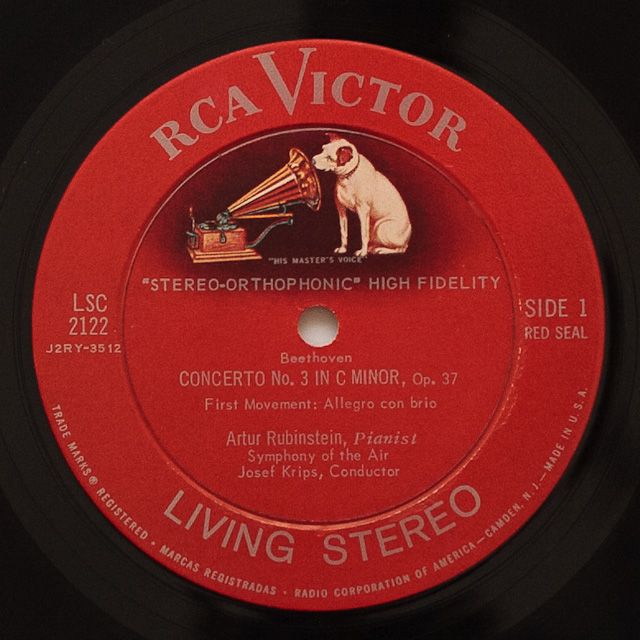 RCA VICTOR
"HIS MASTER'S VOICE"
"STEREO-ORTHOPHONIC" HIGH FIDELITY
LSC
2122
J2RY-3512
SIDE 1
RED SEAL
Beethoven
CONCERTO No. 3 IN C MINOR, Op. 37
First Movement: Allegro con brio
Artur Rubinstein, Pianist
Symphony of the Air
Josef Krips, Conductor
LIVING STEREO
TRADE MARKS® REGISTERED • MARCAS REGISTRADAS • RADIO CORPORATION OF AMERICA—CAMDEN, N. J.—MADE IN U. S. A.